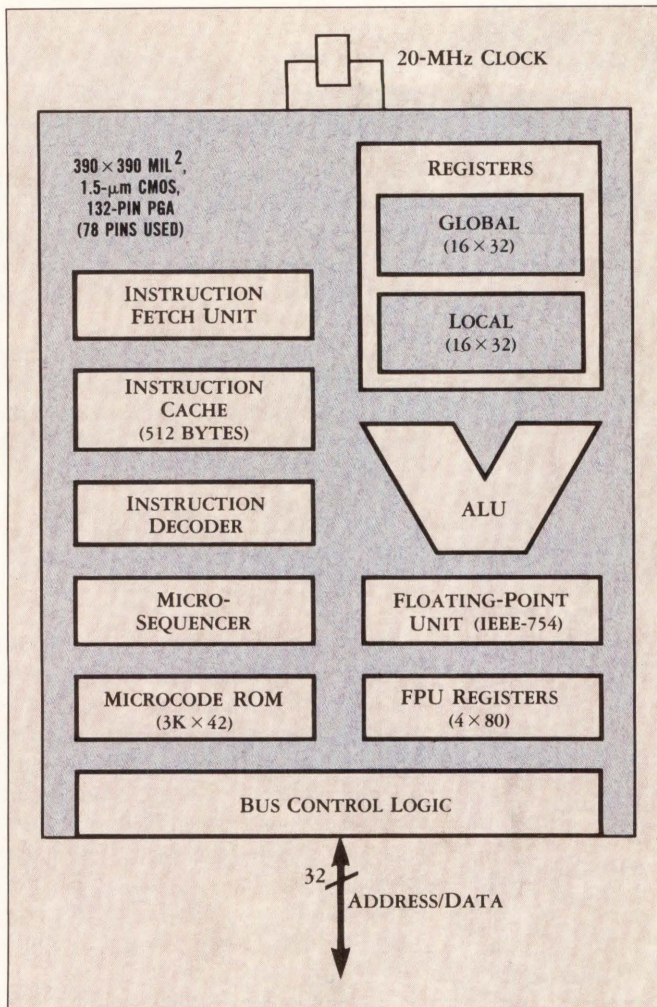 20-MHz CLOCK
390 × 390 MIL²,
1.5-μm CMOS,
132-PIN PGA
(78 PINS USED)
REGISTERS
GLOBAL
(16 × 32)
LOCAL
(16 × 32)
INSTRUCTION
FETCH UNIT
INSTRUCTION
CACHE
(512 BYTES)
INSTRUCTION
DECODER
MICRO-
SEQUENCER
MICROCODE ROM
(3K × 42)
ALU
FLOATING-POINT
UNIT (IEEE-754)
FPU REGISTERS
(4 × 80)
BUS CONTROL LOGIC
32
ADDRESS/DATA